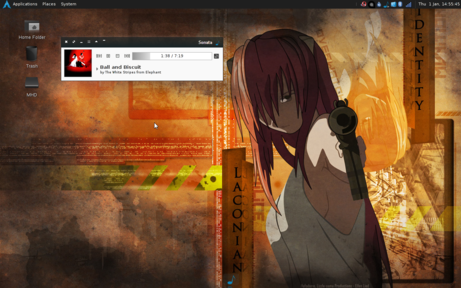 Applications Places System
Thu 1 Jan, 14:55:45
Home Folder
Trash
MHD
Sonata
1:38 / 7:19
Ball and Biscuit
by The White Stripes from Elephant
IDENTITY
LACONIAN